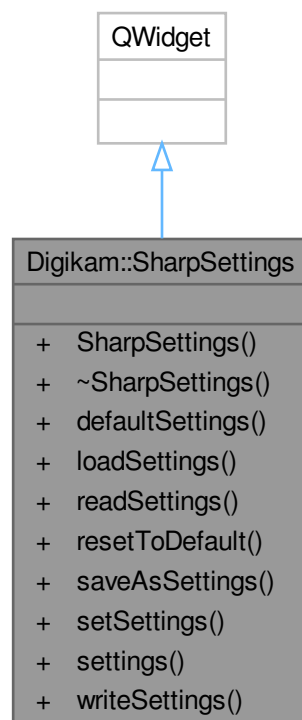 QWidget
Digikam::SharpSettings
+ SharpSettings()
+ ~SharpSettings()
+ defaultSettings()
+ loadSettings()
+ readSettings()
+ resetToDefault()
+ saveAsSettings()
+ setSettings()
+ settings()
+ writeSettings()